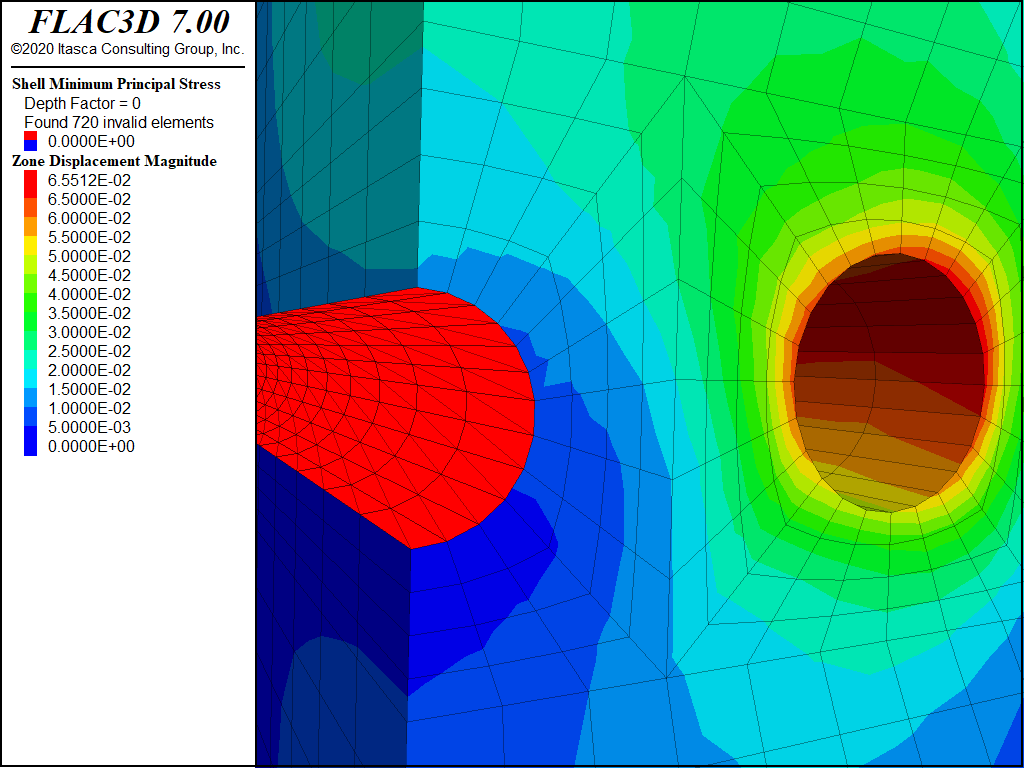 FLAC3D 7.00
©2020 Itasca Consulting Group, Inc.
Shell Minimum Principal Stress
Depth Factor = 0
Found 720 invalid elements
0.0000E+00
Zone Displacement Magnitude
6.5512E-02
6.5000E-02
6.0000E-02
5.5000E-02
5.0000E-02
4.5000E-02
4.0000E-02
3.5000E-02
3.0000E-02
2.5000E-02
2.0000E-02
1.5000E-02
1.0000E-02
5.0000E-03
0.0000E+00